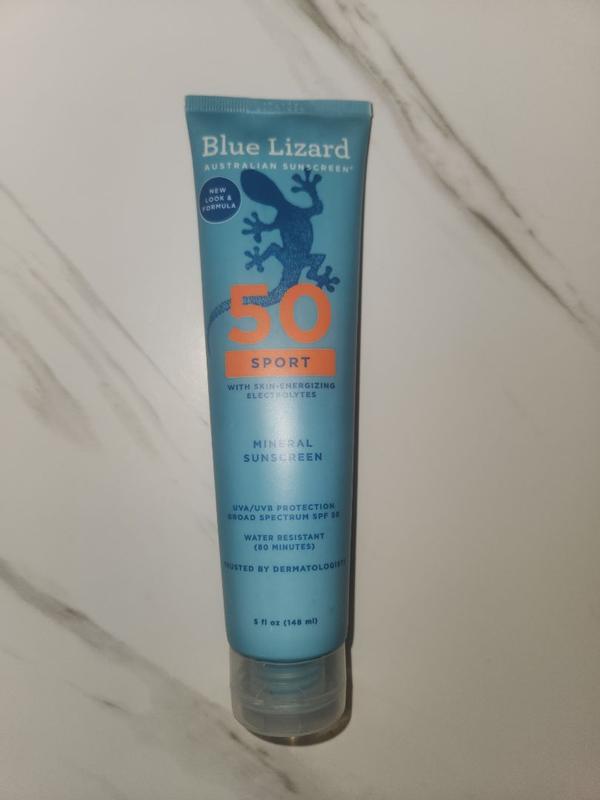 Blue Lizard
AUSTRALIAN SUNSCREEN
NEW
LOOK &
FORMULA
50
SPORT
WITH SKIN-ENERGIZING
ELECTROLYTES
MINERAL
SUNSCREEN
UVA/UVB PROTECTION
BROAD SPECTRUM SPF 50
WATER RESISTANT
(80 MINUTES)
TRUSTED BY DERMATOLOGISTS
5 fl oz (148 ml)